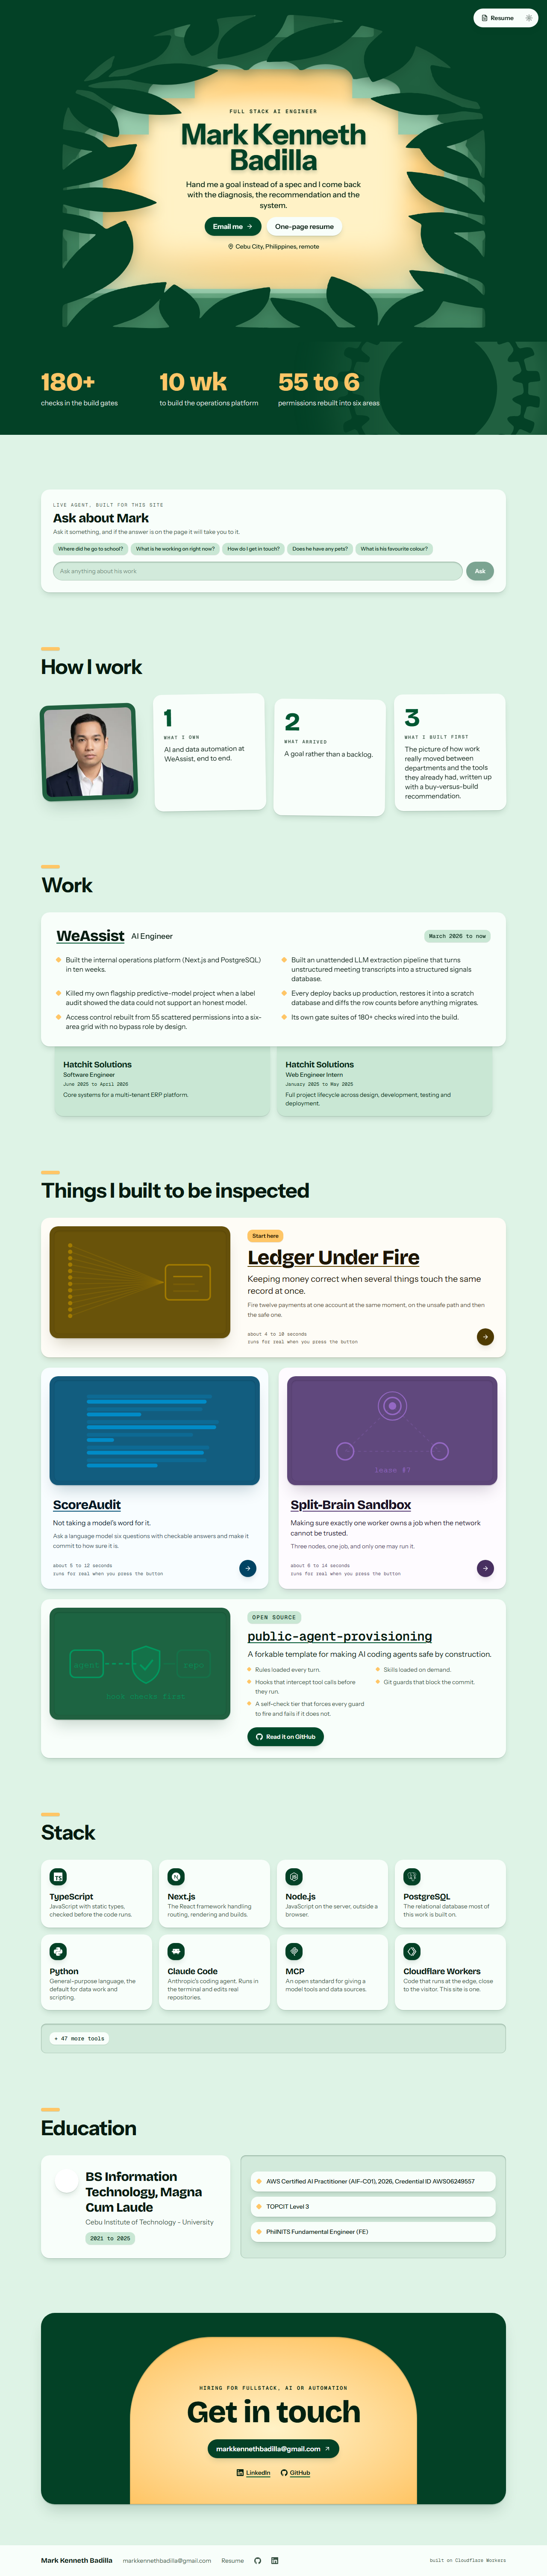 Resume
FULL STACK AI ENGINEER
Mark Kenneth
Badilla
Hand me a goal instead of a spec and I come back
with the diagnosis, the recommendation and the
system.
Email me
One-page resume
Cebu City, Philippines, remote
180+
checks in the build gates
10 wk
to build the operations platform
55 to 6
permissions rebuilt into six areas
LIVE AGENT, BUILT FOR THIS SITE
Ask about Mark
Ask it something, and if the answer is on the page it will take you to it.
Where did he go to school?
What is he working on right now?
How do I get in touch?
Does he have any pets?
What is his favourite colour?
Ask anything about his work
Ask
How I work
1
WHAT I OWN
AI and data automation at
WeAssist, end to end.
2
WHAT ARRIVED
A goal rather than a backlog.
3
WHAT I BUILT FIRST
The picture of how work
really moved between
departments and the tools
they already had, written up
with a buy-versus-build
recommendation.
Work
WeAssist
AI Engineer
March 2026 to now
Built the internal operations platform (Next.js and PostgreSQL)
in ten weeks.
Built an unattended LLM extraction pipeline that turns
unstructured meeting transcripts into a structured signals
database.
Killed my own flagship predictive-model project when a label
audit showed the data could not support an honest model.
Every deploy backs up production, restores it into a scratch
database and diffs the row counts before anything migrates.
Access control rebuilt from 55 scattered permissions into a six-
area grid with no bypass role by design.
Its own gate suites of 180+ checks wired into the build.
Hatchit Solutions
Software Engineer
June 2025 to April 2026
Core systems for a multi-tenant ERP platform.
Hatchit Solutions
Web Engineer Intern
January 2025 to May 2025
Full project lifecycle across design, development, testing and
deployment.
Things I built to be inspected
Start here
Ledger Under Fire
Keeping money correct when several things touch the same
record at once.
Fire twelve payments at one account at the same moment, on the unsafe path and then
the safe one.
about 4 to 10 seconds
runs for real when you press the button
ScoreAudit
Not taking a model's word for it.
Ask a language model six questions with checkable answers and make it
commit to how sure it is.
about 5 to 12 seconds
runs for real when you press the button
lease #7
Split-Brain Sandbox
Making sure exactly one worker owns a job when the network
cannot be trusted.
Three nodes, one job, and only one may run it.
about 6 to 14 seconds
runs for real when you press the button
agent
repo
hook checks first
OPEN SOURCE
public-agent-provisioning
A forkable template for making AI coding agents safe by construction.
Rules loaded every turn.
Skills loaded on demand.
Hooks that intercept tool calls before
they run.
Git guards that block the commit.
A self-check tier that forces every guard
to fire and fails if it does not.
Read it on GitHub
Stack
TypeScript
JavaScript with static types,
checked before the code runs.
Next.js
The React framework handling
routing, rendering and builds.
Node.js
JavaScript on the server, outside a
browser.
PostgreSQL
The relational database most of
this work is built on.
Python
General-purpose language, the
default for data work and
scripting.
Claude Code
Anthropic's coding agent. Runs in
the terminal and edits real
repositories.
MCP
An open standard for giving a
model tools and data sources.
Cloudflare Workers
Code that runs at the edge, close
to the visitor. This site is one.
+ 47 more tools
Education
BS Information
Technology, Magna
Cum Laude
Cebu Institute of Technology - University
2021 to 2025
AWS Certified AI Practitioner (AIF-C01), 2026, Credential ID AWS06249557
TOPCIT Level 3
PhilNITS Fundamental Engineer (FE)
HIRING FOR FULLSTACK, AI OR AUTOMATION
Get in touch
markkennethbadilla@gmail.com
LinkedIn
GitHub
Mark Kenneth Badilla
markkennethbadilla@gmail.com
Resume
built on Cloudflare Workers